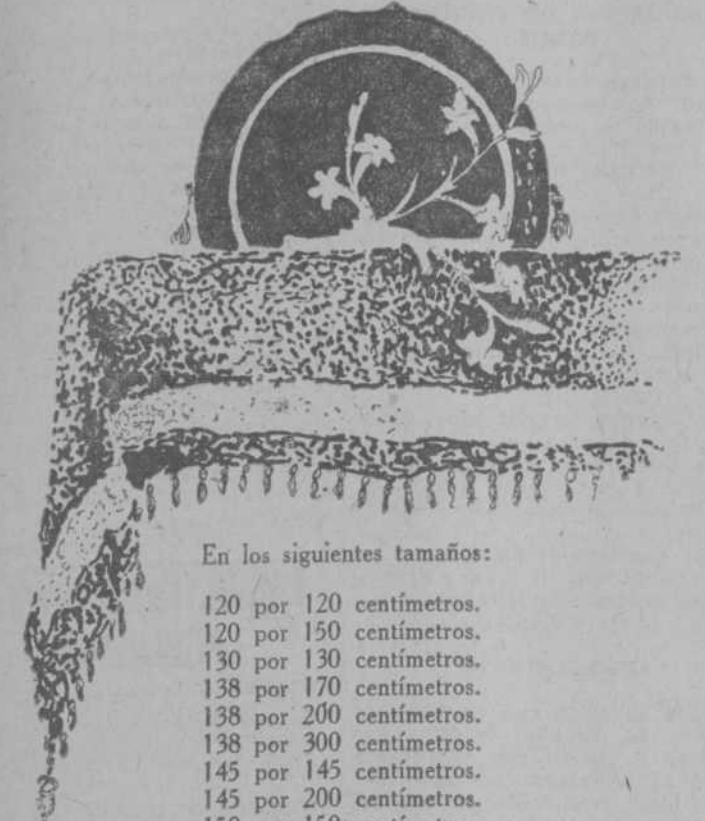 En los siguientes tamaños:
120 por 120 centímetros.
120 por 150 centímetros.
130 por 130 centímetros.
138 por 170 centímetros.
138 por 200 centímetros.
138 por 300 centímetros.
145 por 145 centímetros.
145 por 200 centímetros.